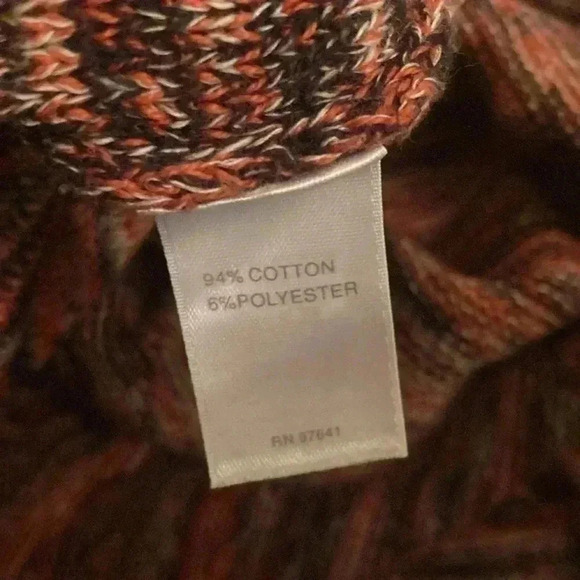 94% COTTON
6%POLYESTER
RN 97641